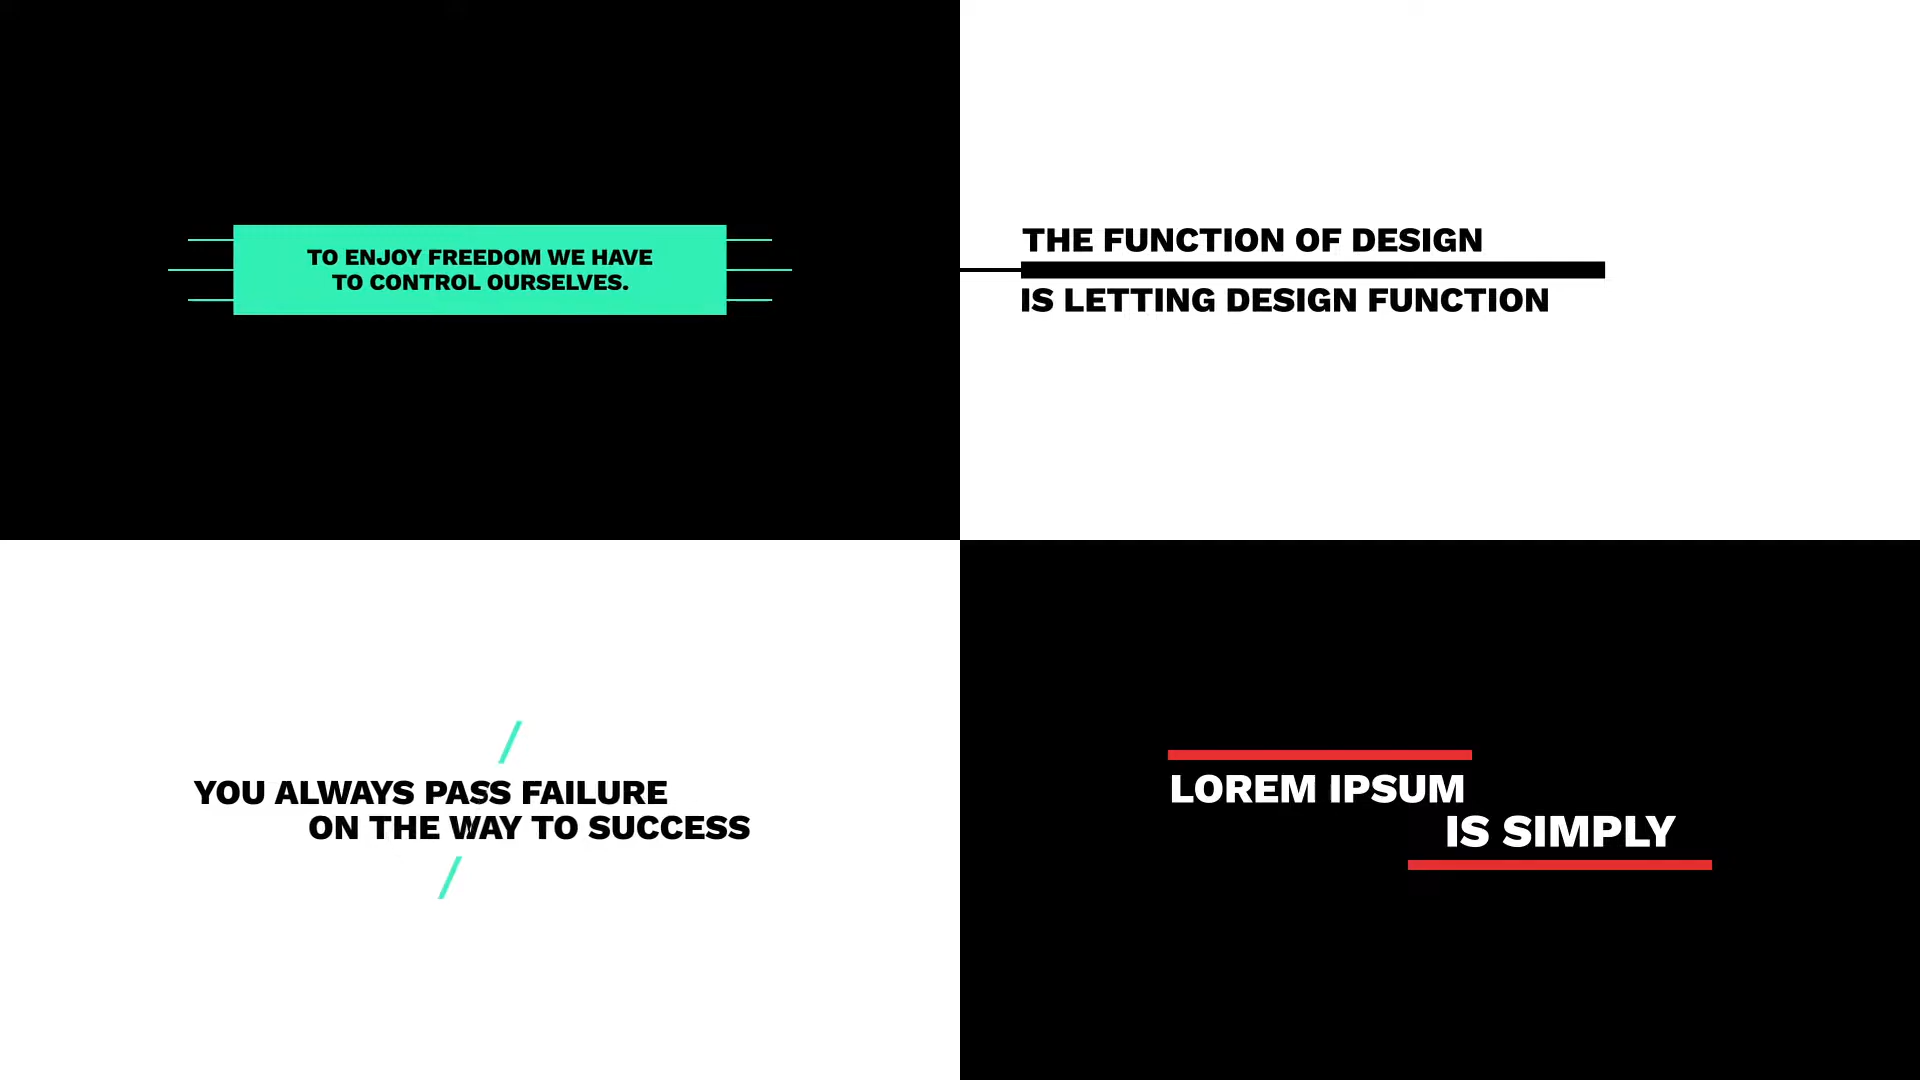 TO ENJOY FREEDOM WE HAVE
TO CONTROL OURSELVES.
THE FUNCTION OF DESIGN
IS LETTING DESIGN FUNCTION
YOU ALWAYS PASS FAILURE
ON THE WAY TO SUCCESS
LOREM IPSUM
IS SIMPLY